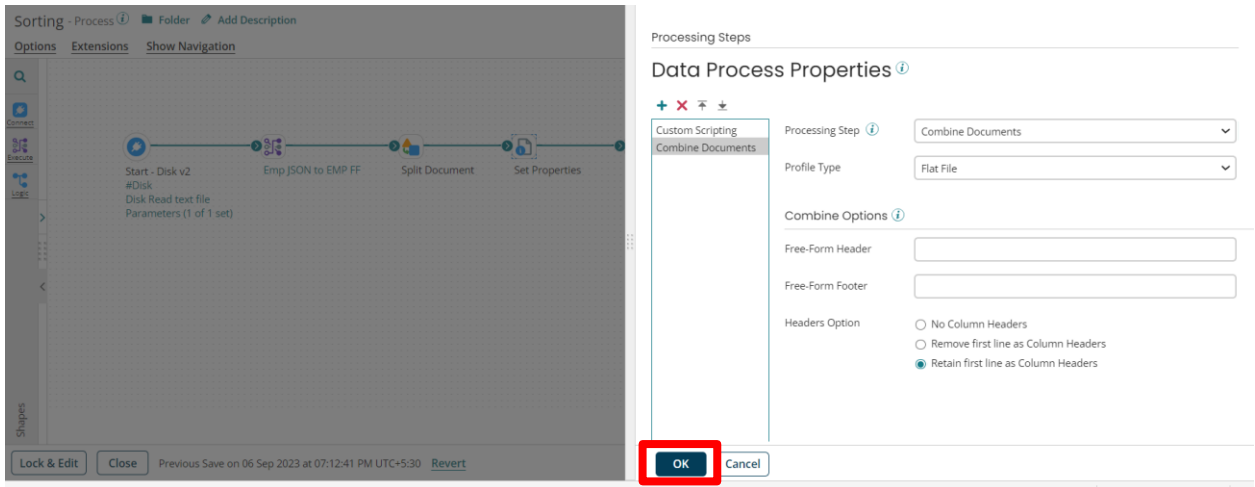 Sorting - Process Folder Add Description
Options Extensions Show Navigation
Connect
Execute
Logic
Start - Disk v2
#Disk
Disk Read text file
Parameters (1 of 1 set)
Emp JSON to EMP FF
Split Document
Set Properties
Shapes
Lock & Edit Close Previous Save on 06 Sep 2023 at 07:12:41 PM UTC+5:30 Revert
Processing Steps
Data Process Properties
Custom Scripting
Combine Documents
Processing Step Combine Documents
Profile Type Flat File
Combine Options
Free-Form Header
Free-Form Footer
Headers Option No Column Headers
Remove first line as Column Headers
Retain first line as Column Headers
OK Cancel